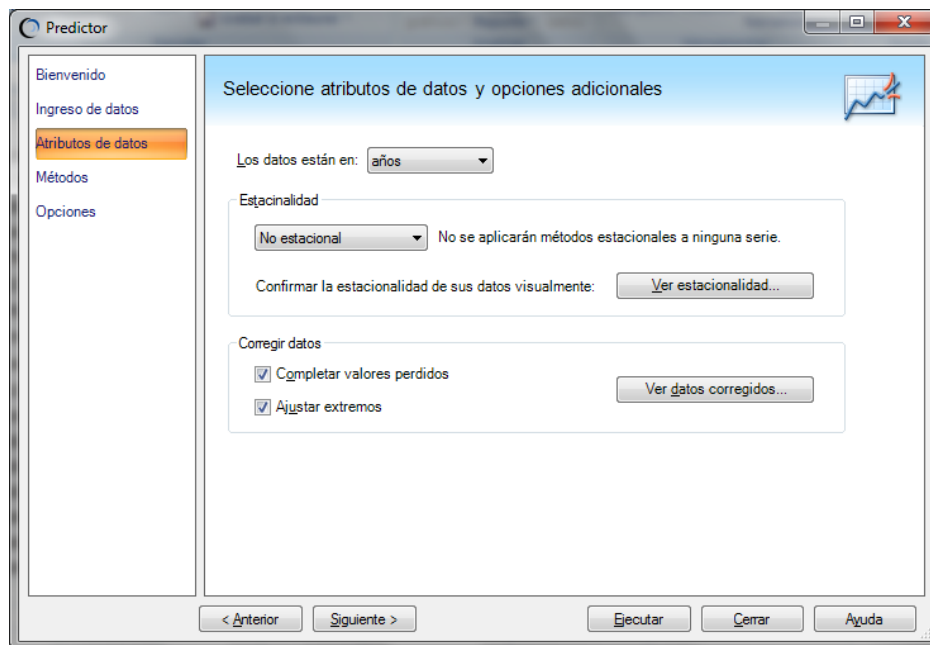 Predictor
Bienvenido
Ingreso de datos
Atributos de datos
Métodos
Opciones
Seleccione atributos de datos y opciones adicionales
Los datos están en: años
Estacinalidad
No estacional No se aplicarán métodos estacionales a ninguna serie.
Confirmar la estacionalidad de sus datos visualmente: Ver estacionalidad...
Corregir datos
Completar valores perdidos
Ver datos corregidos...
Ajustar extremos
< Anterior Siguiente > Ejecutar Cerrar Ayuda